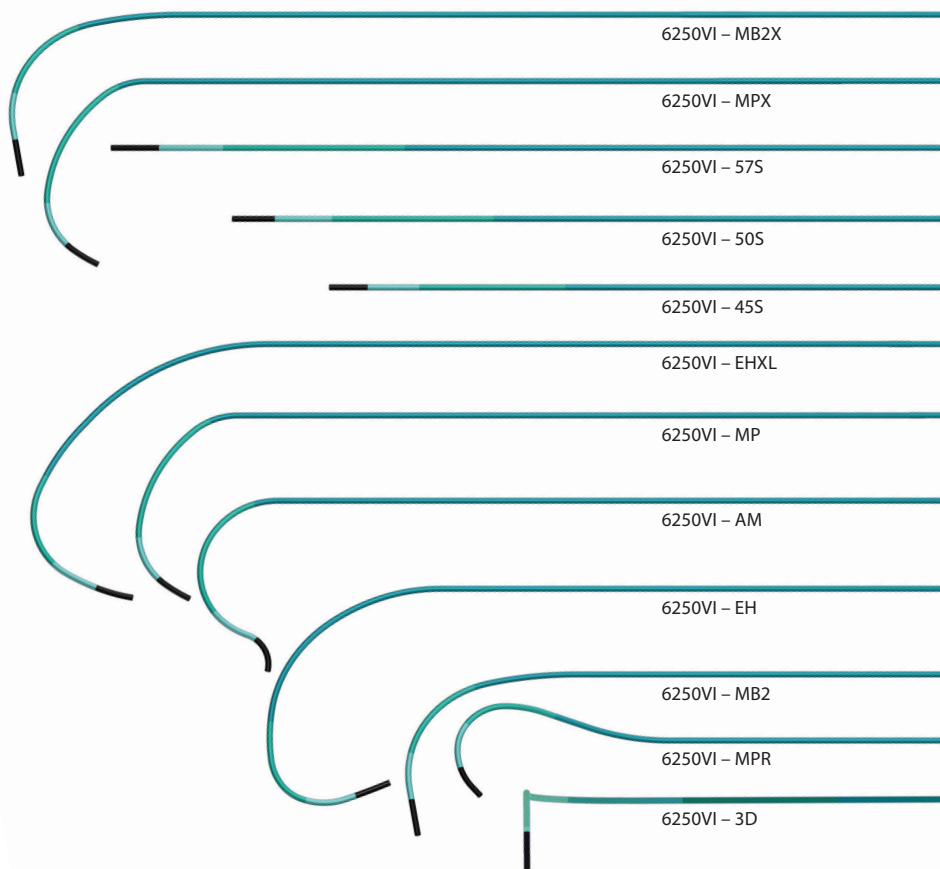 6250VI – MB2X
6250VI – MPX
6250VI – 57S
6250VI – 50S
6250VI – 45S
6250VI – EHXL
6250VI – MP
6250VI – AM
6250VI – EH
6250VI – MB2
6250VI – MPR
6250VI – 3D